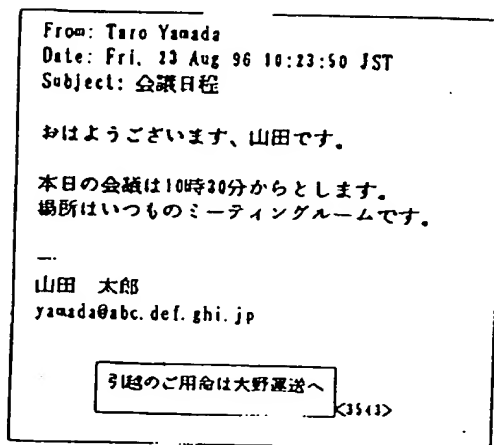 From: Taro Yamada
Date: Fri, 23 Aug 96 10:23:50 JST
Subject: 会議日程
おはようございます、山田です。
本日の会議は10時30分からとします。
場所はいつものミーティングルームです。
--
山田 太郎
yamada@abc.def.ghi.jp
引越のご用命は大野運送へ
<3543>